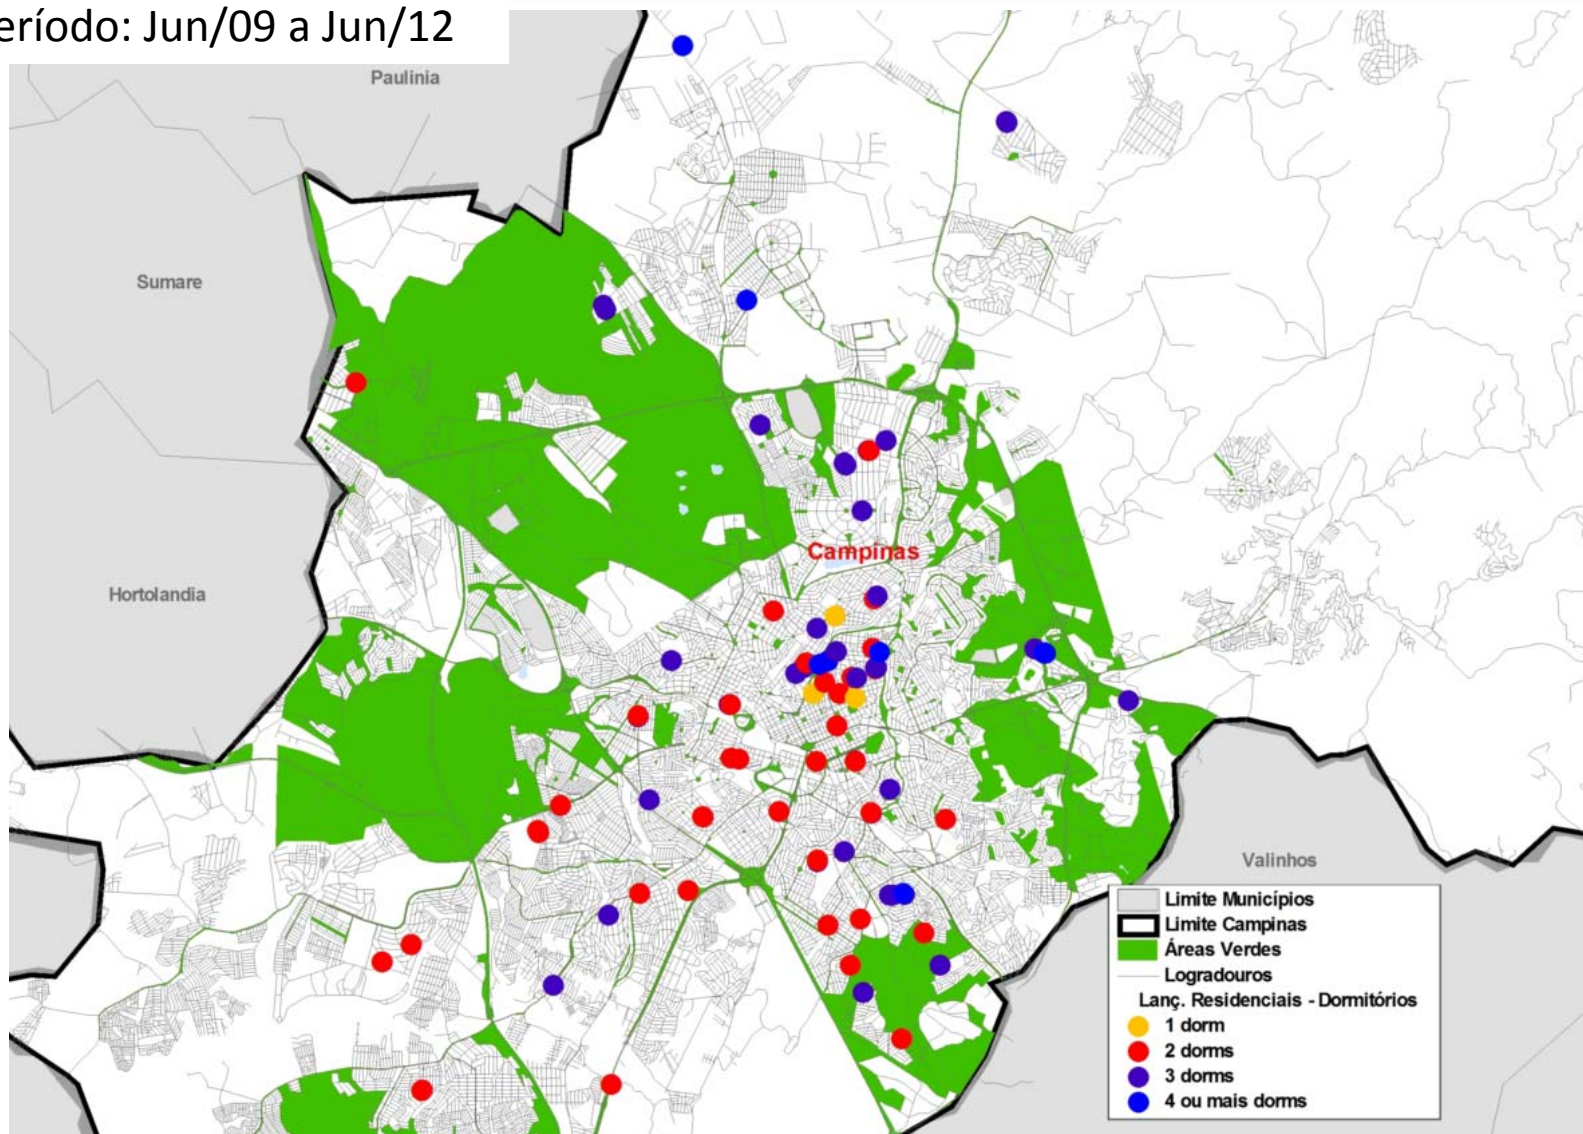 eríodo: Jun/09 a Jun/12
Paulinia
Sumare
Campinas
Hortolandia
Valinhos
Limite Municípios
Limite Campinas
Áreas Verdes
Logradouros
Lanç. Residenciais - Dormitórios
1 dorm
2 dorms
3 dorms
4 ou mais dorms